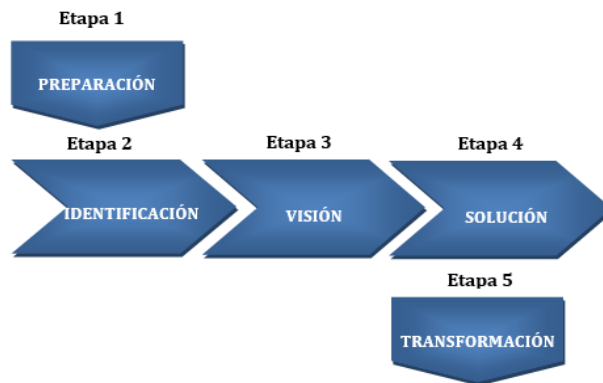 Etapa 1
PREPARACIÓN
Etapa 2
Etapa 3
Etapa 4
IDENTIFICACIÓN
VISIÓN
SOLUCIÓN
Etapa 5
TRANSFORMACIÓN